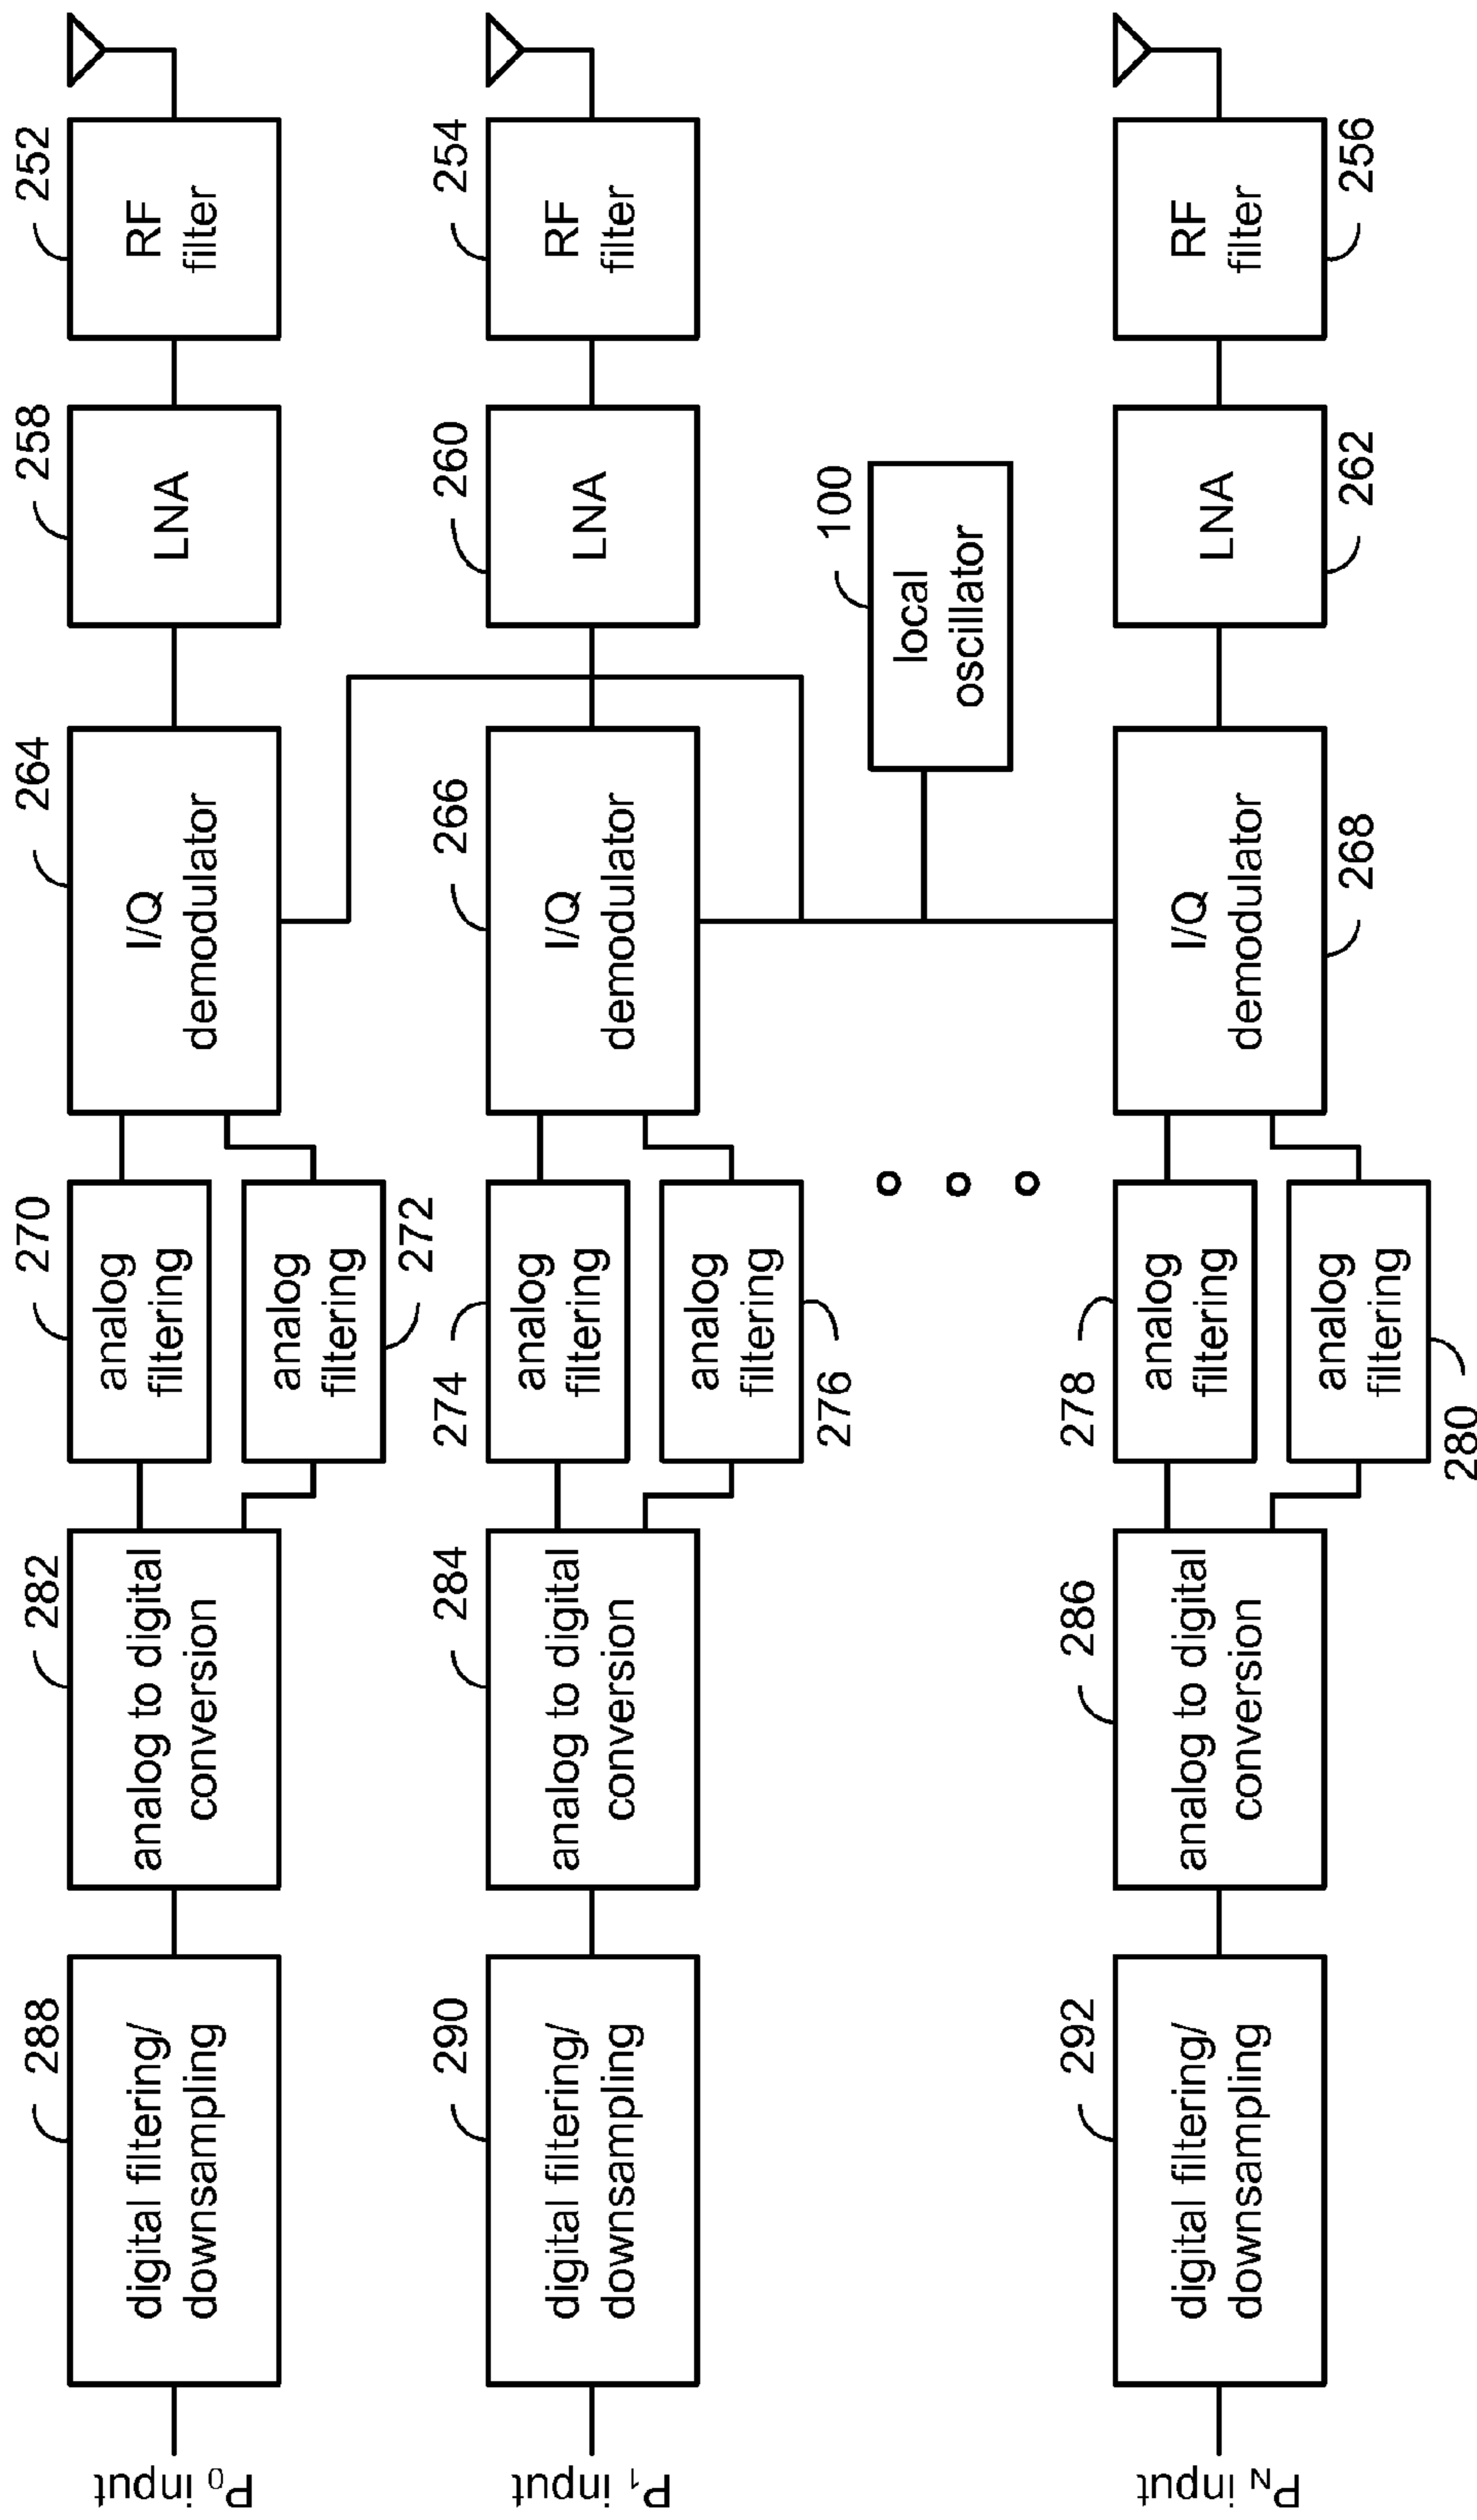 P₀ input
288
digital filtering/
downsampling
282
analog to digital
conversion
270
analog
filtering
analog
filtering
272
264
I/Q
demodulator
258
LNA
252
RF
filter
P₁ input
290
digital filtering/
downsampling
284
analog to digital
conversion
274
analog
filtering
analog
filtering
276
266
I/Q
demodulator
260
LNA
254
RF
filter
100
local
oscillator
P_N input
292
digital filtering/
downsampling
286
analog to digital
conversion
278
analog
filtering
analog
filtering
280
I/Q
demodulator
268
LNA
262
RF
filter
256